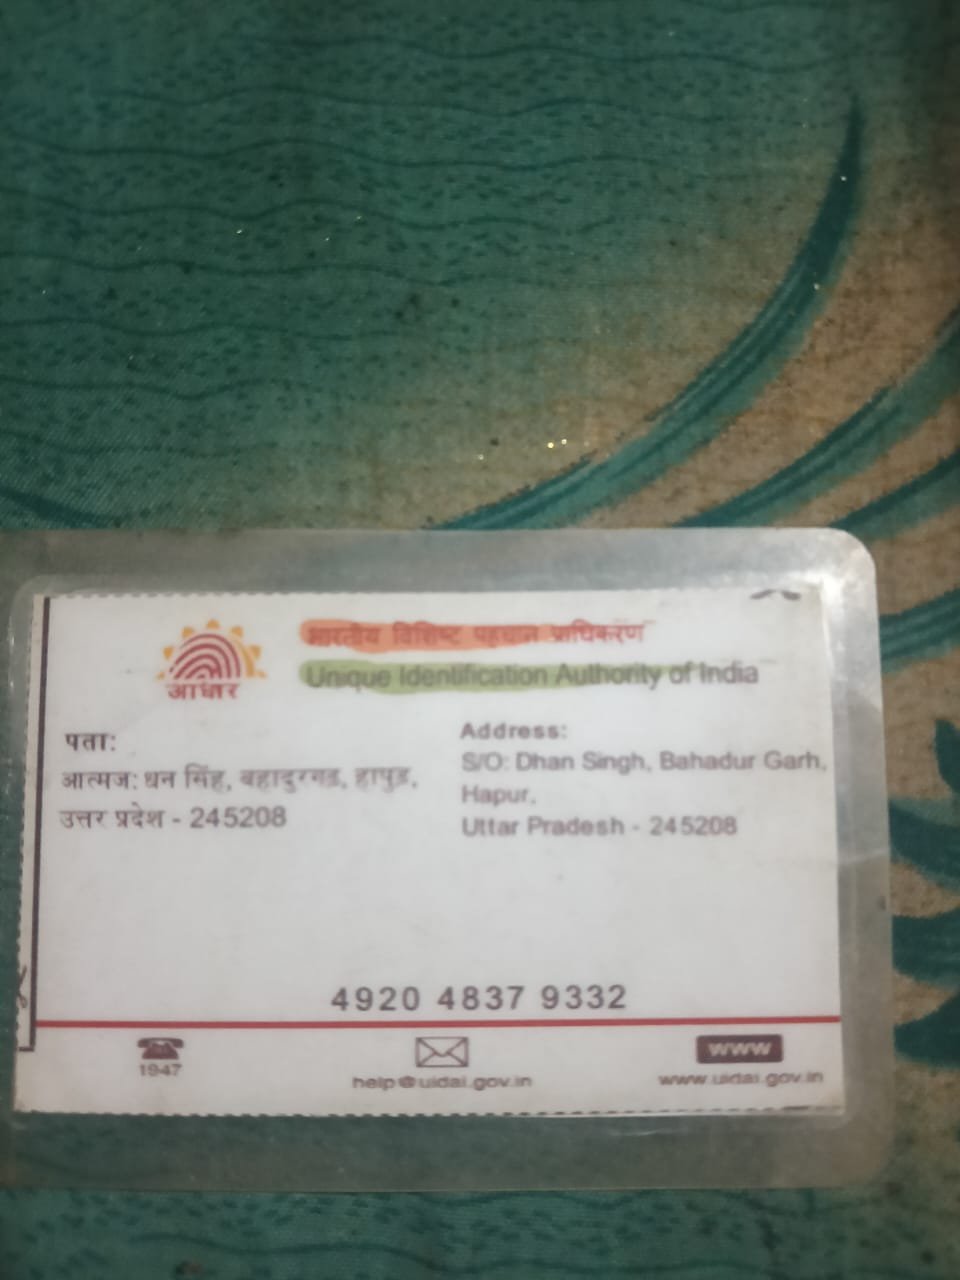 आधार
भारतीय विशिष्ट पहचान प्राधिकरण
Unique Identification Authority of India
पता:
आत्मज: धन सिंह, बहादुरगढ, हापुड,
उत्तर प्रदेश - 245208
Address:
S/O: Dhan Singh, Bahadur Garh,
Hapur,
Uttar Pradesh - 245208
4920 4837 9332
1947
help@uidai.gov.in
www
www.uidai.gov.in